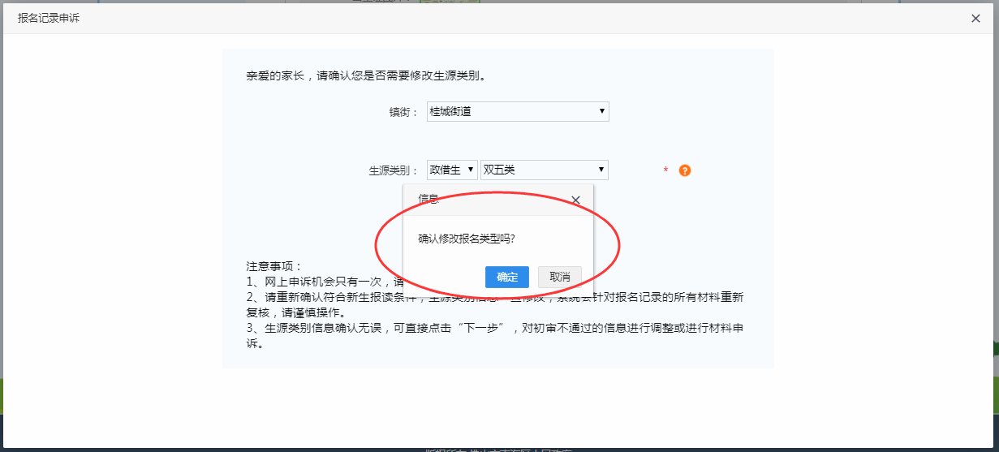 报名记录申诉
亲爱的家长，请确认您是否需要修改生源类别。
镇街： 桂城街道
生源类别： 政借生 双五类 * ?
信息
确认修改报名类型吗?
确定 取消
注意事项：
1、网上申诉机会只有一次，请
2、请重新确认符合新生报读条件，生源类别信息一旦修改，系统会针对报名记录的所有材料重新
复核，请谨慎操作。
3、生源类别信息确认无误，可直接点击“下一步”，对初审不通过的信息进行调整或进行材料申
诉。